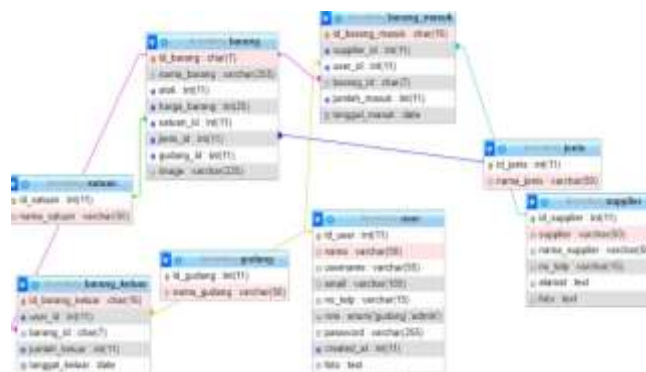 barang
id_barang char(7)
nama_barang varchar(255)
stok int(11)
harga_barang int(20)
satuan_id int(11)
jenis_id int(11)
gudang_id int(11)
image varchar(225)
barang_masuk
id_barang_masuk char(16)
supplier_id int(11)
user_id int(11)
barang_id char(7)
jumlah_masuk int(11)
tanggal_masuk date
satuan
id_satuan int(11)
nama_satuan varchar(50)
jenis
id_jenis int(11)
nama_jenis varchar(50)
supplier
id_supplier int(11)
supplier varchar(50)
nama_supplier
no_telp varchar(15)
alamat text
foto text
gudang
id_gudang int(11)
nama_gudang varchar(50)
user
id_user int(11)
nama varchar(50)
username varchar(50)
email varchar(100)
no_telp varchar(15)
role enum('gudang','admin')
password varchar(255)
created_at int(11)
foto text
barang_keluar
id_barang_keluar char(16)
user_id int(11)
barang_id char(7)
jumlah_keluar int(11)
tanggal_keluar date